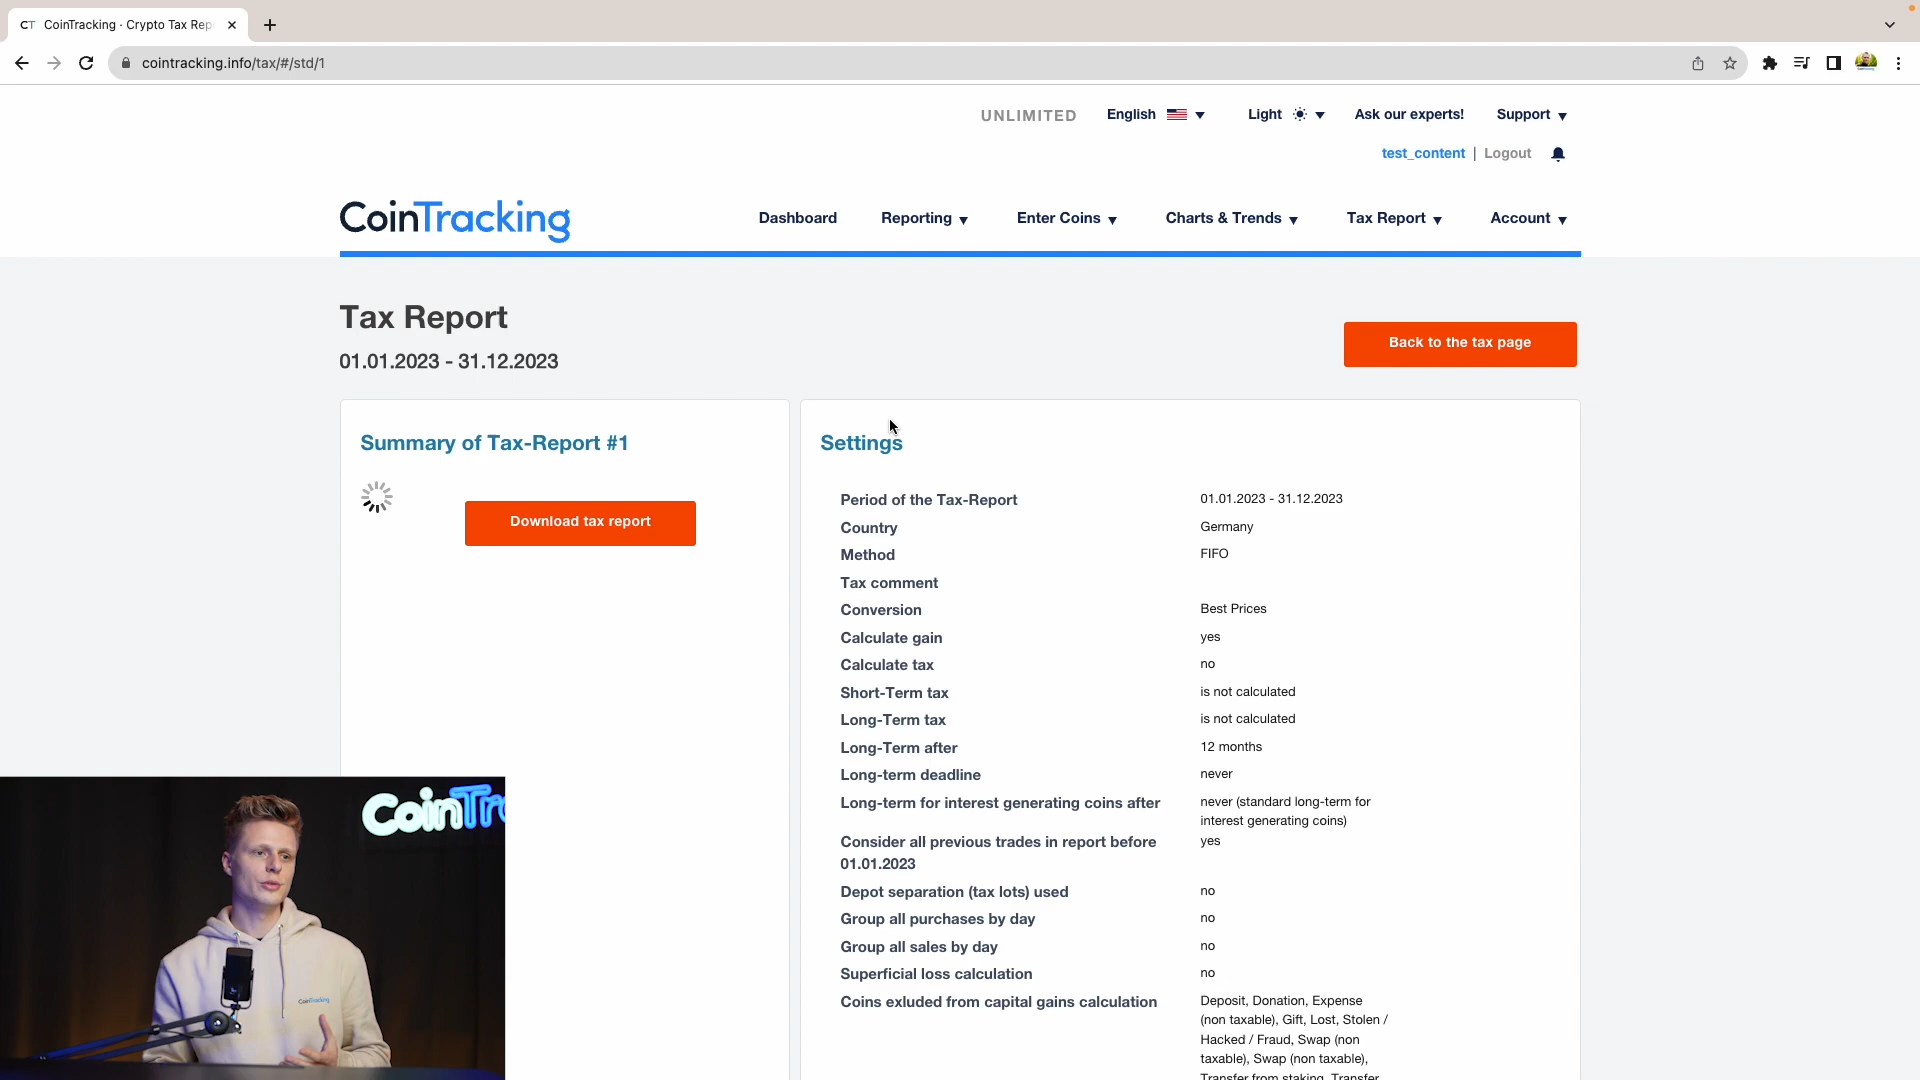 CT CoinTracking · Crypto Tax Rep
cointracking.info/tax/#/std/1
UNLIMITED English Light Ask our experts! Support
test_content | Logout
CoinTracking Dashboard Reporting Enter Coins Charts & Trends Tax Report Account
Tax Report
01.01.2023 - 31.12.2023
Back to the tax page
Summary of Tax-Report #1
Download tax report
Settings
Period of the Tax-Report 01.01.2023 - 31.12.2023
Country Germany
Method FIFO
Tax comment
Conversion Best Prices
Calculate gain yes
Calculate tax no
Short-Term tax is not calculated
Long-Term tax is not calculated
Long-Term after 12 months
Long-term deadline never
Long-term for interest generating coins after never (standard long-term for
interest generating coins)
Consider all previous trades in report before yes
01.01.2023
Depot separation (tax lots) used no
Group all purchases by day no
Group all sales by day no
Superficial loss calculation no
Coins exluded from capital gains calculation Deposit, Donation, Expense
(non taxable), Gift, Lost, Stolen /
Hacked / Fraud, Swap (non
taxable), Swap (non taxable),
Transfer from staking, Transfer
CoinTr
CoinTracking